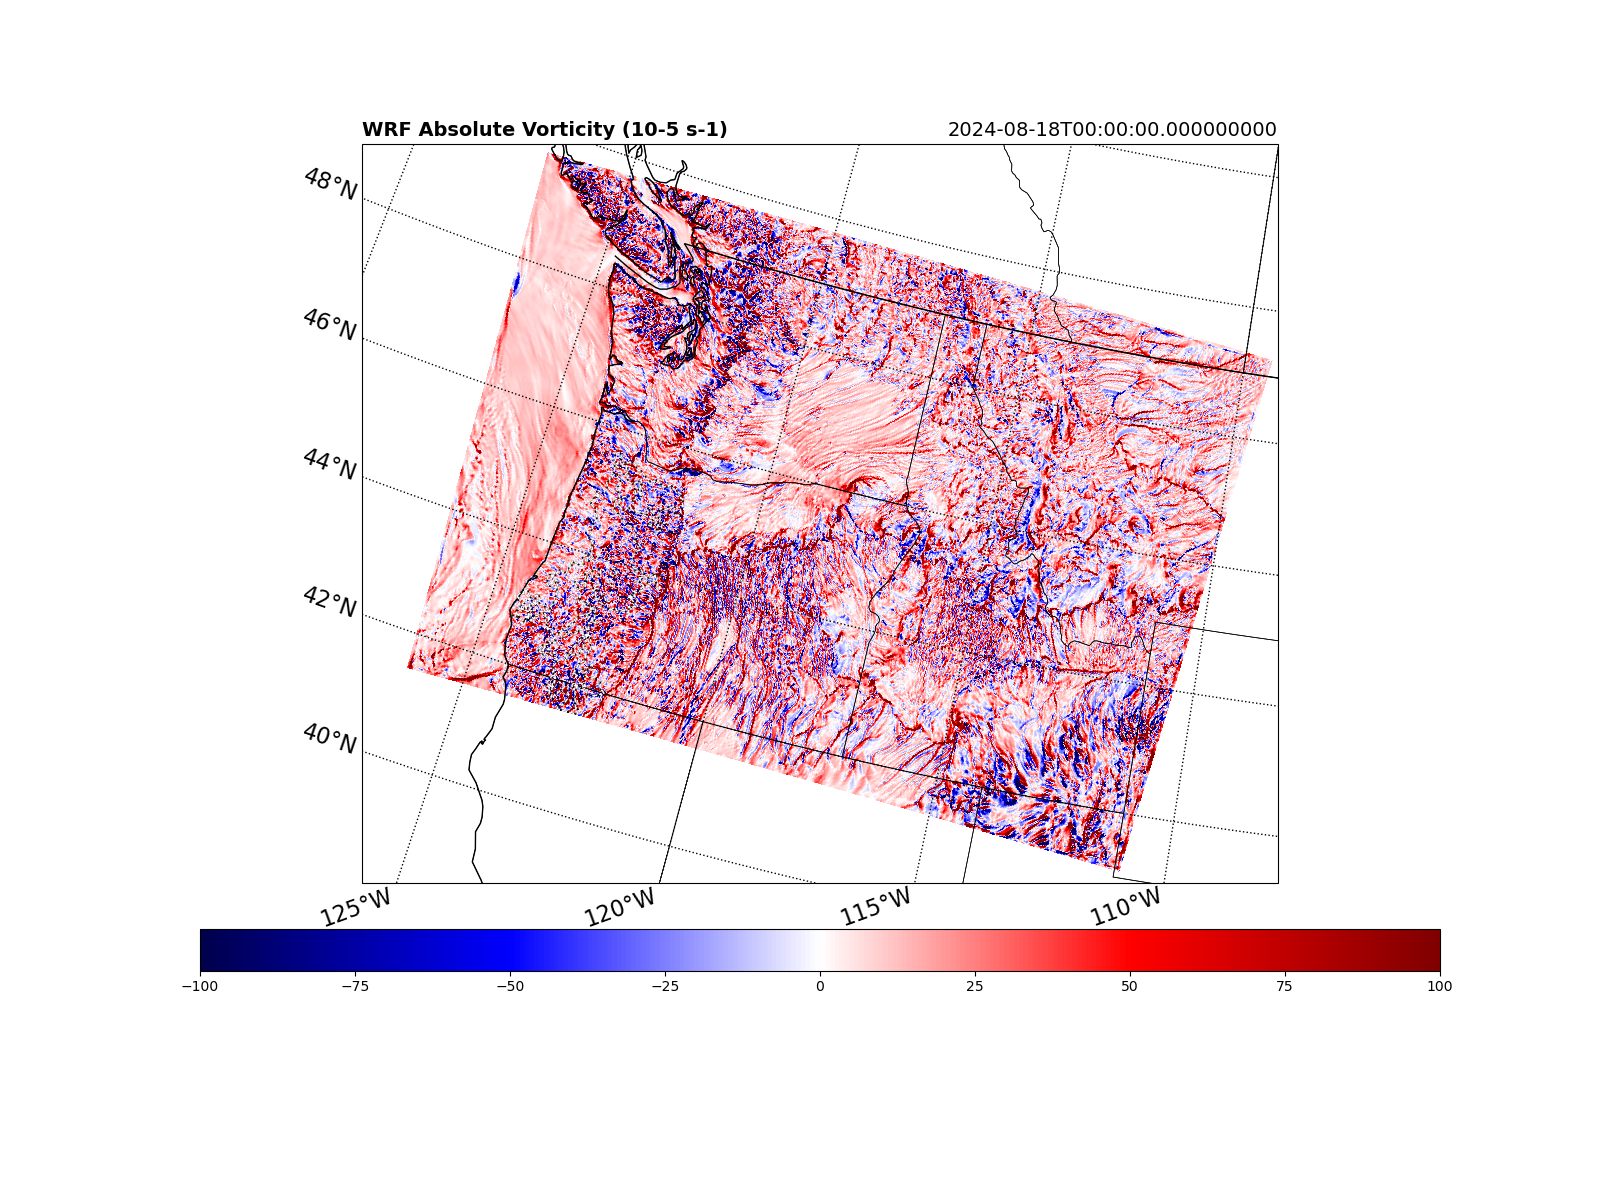 WRF Absolute Vorticity (10-5 s-1)
2024-08-18T00:00:00.000000000
48°N
46°N
44°N
42°N
40°N
125°W
120°W
115°W
110°W
−100
−75
−50
−25
0
25
50
75
100